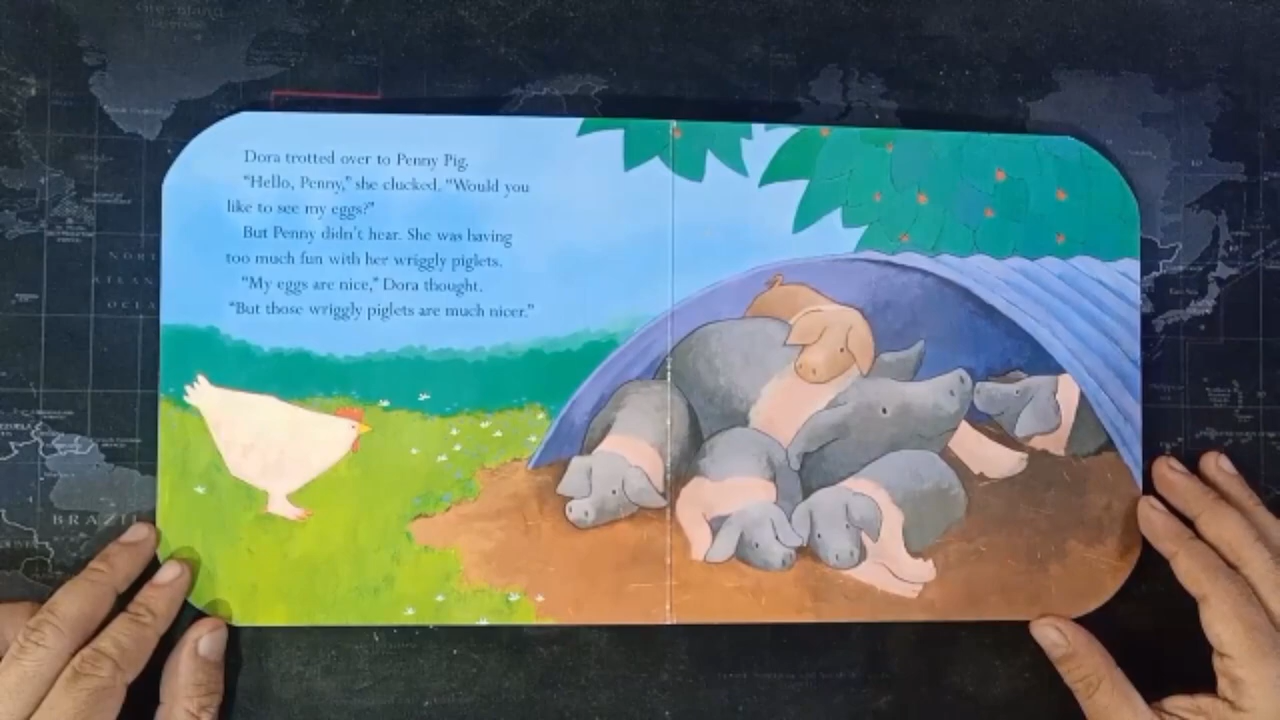 Dora trotted over to Penny Pig.
“Hello, Penny,” she clucked. “Would you
like to see my eggs?”
But Penny didn’t hear. She was having
too much fun with her wriggly piglets.
“My eggs are nice,” Dora thought.
“But those wriggly piglets are much nicer.”
BRAZIL